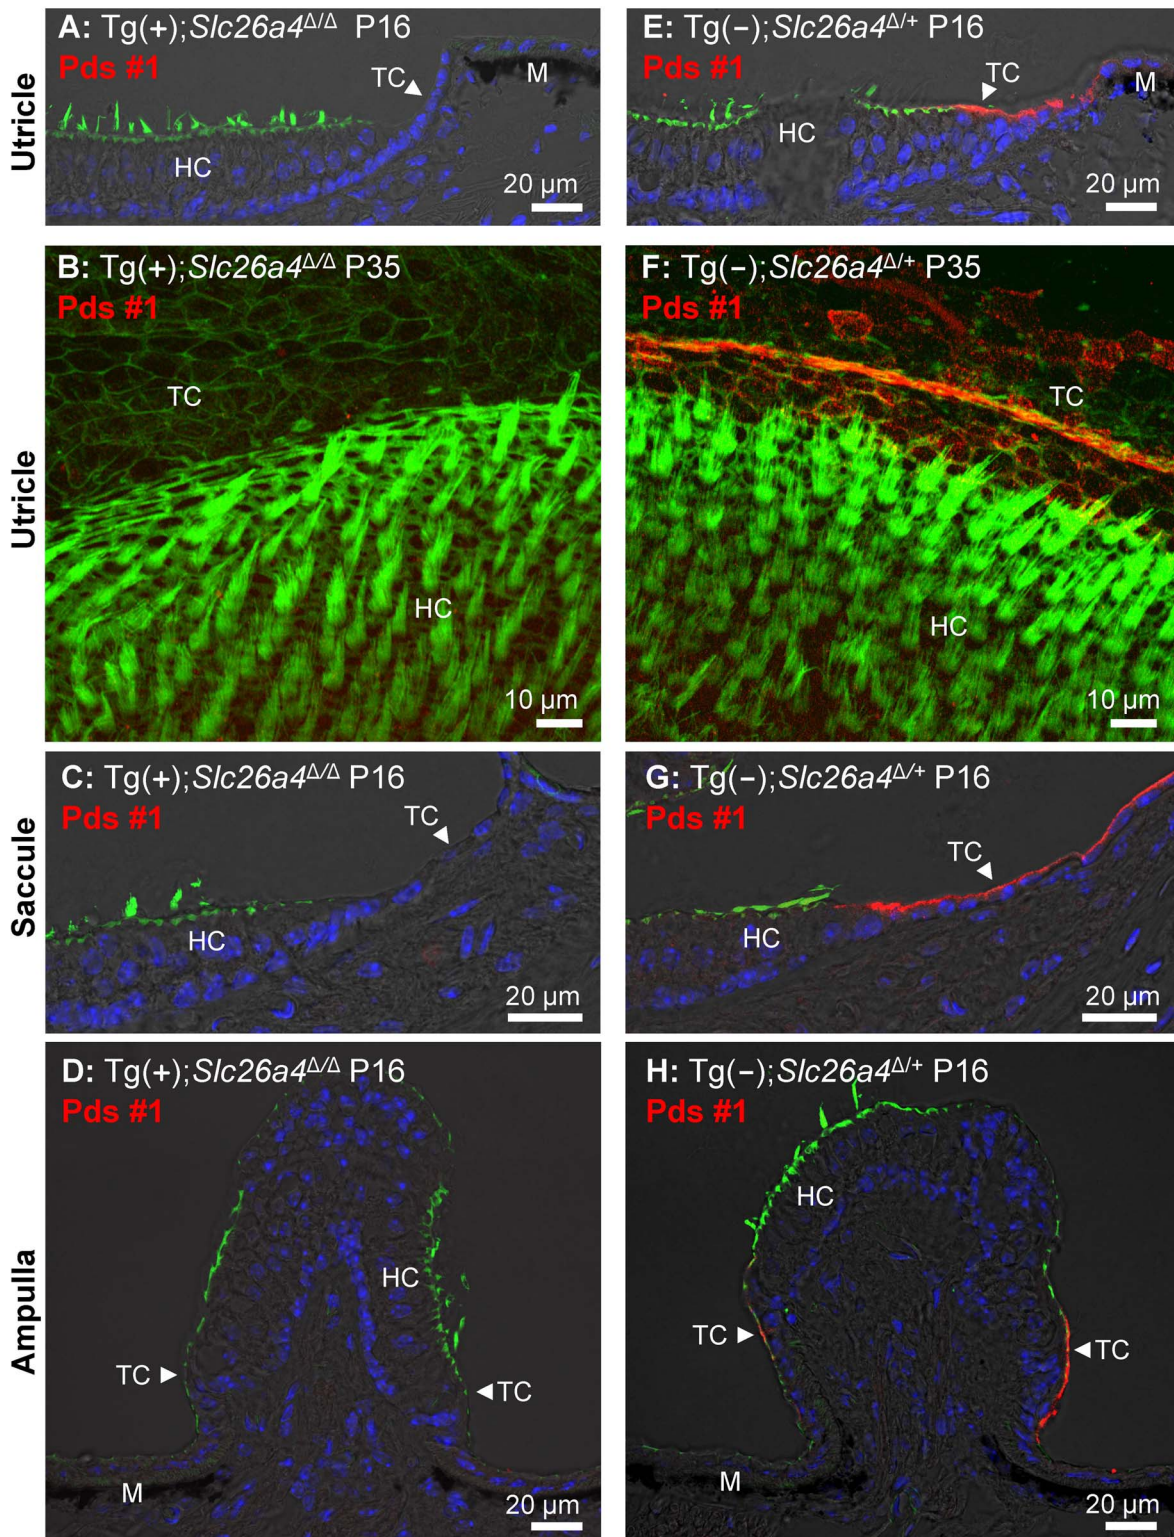 Utricle
A: Tg(+);Slc26a4Δ/Δ P16
Pds #1
TC
M
HC
20 µm
E: Tg(−);Slc26a4Δ/+ P16
Pds #1
TC
M
HC
20 µm
Utricle
B: Tg(+);Slc26a4Δ/Δ P35
Pds #1
TC
HC
10 µm
F: Tg(−);Slc26a4Δ/+ P35
Pds #1
TC
HC
10 µm
Saccule
C: Tg(+);Slc26a4Δ/Δ P16
Pds #1
TC
HC
20 µm
G: Tg(−);Slc26a4Δ/+ P16
Pds #1
TC
HC
20 µm
Ampulla
D: Tg(+);Slc26a4Δ/Δ P16
Pds #1
HC
TC
TC
M
20 µm
H: Tg(−);Slc26a4Δ/+ P16
Pds #1
HC
TC
TC
M
20 µm